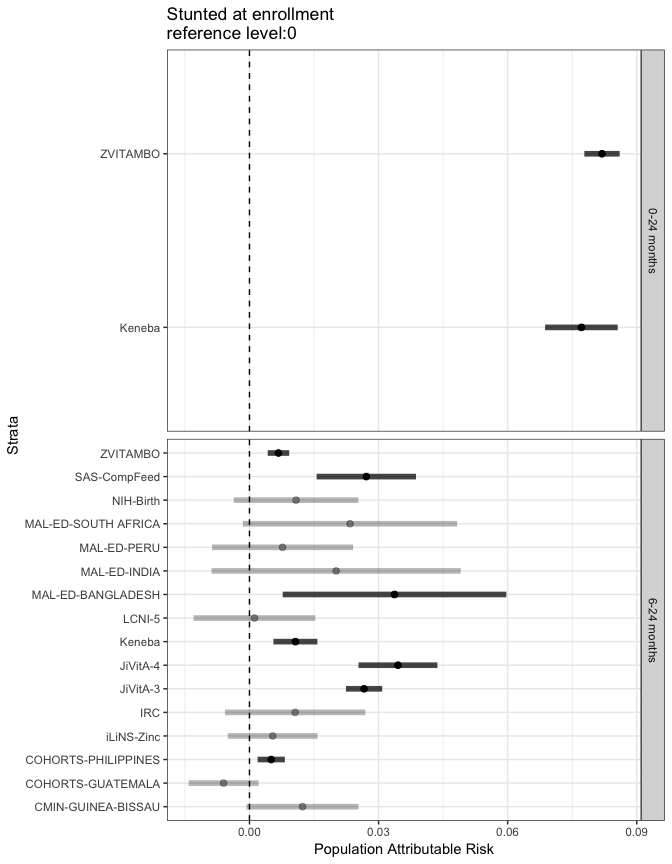 Stunted at enrollment
reference level:0
ZVITAMBO
Keneba
0-24 months
Strata
ZVITAMBO
SAS-CompFeed
NIH-Birth
MAL-ED-SOUTH AFRICA
MAL-ED-PERU
MAL-ED-INDIA
MAL-ED-BANGLADESH
LCNI-5
Keneba
JiVitA-4
JiVitA-3
IRC
iLiNS-Zinc
COHORTS-PHILIPPINES
COHORTS-GUATEMALA
CMIN-GUINEA-BISSAU
6-24 months
0.00 0.03 0.06 0.09
Population Attributable Risk